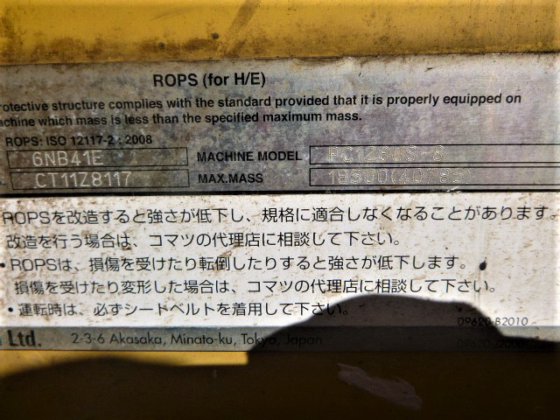 ROPS (for H/E)
rotective structure complies with the standard provided that it is properly equipped on
achine which mass is less than the specified maximum mass.
ROPS: ISO 12117-2 : 2008
6NB41E MACHINE MODEL
CT11Z8117 MAX.MASS
ROPSを改造すると強さが低下し、規格に適合しなくなることがあります。
改造を行う場合は、コマツの代理店に相談して下さい。
・ROPSは、損傷を受けたり転倒したりすると強さが低下します。
損傷を受けたり変形した場合は、コマツの代理店に相談して下さい。
・運転時は、必ずシートベルトを着用して下さい。
09620-B2010
Ltd. 2-3-6 Akasaka, Minato-ku, Tokyo, Japan